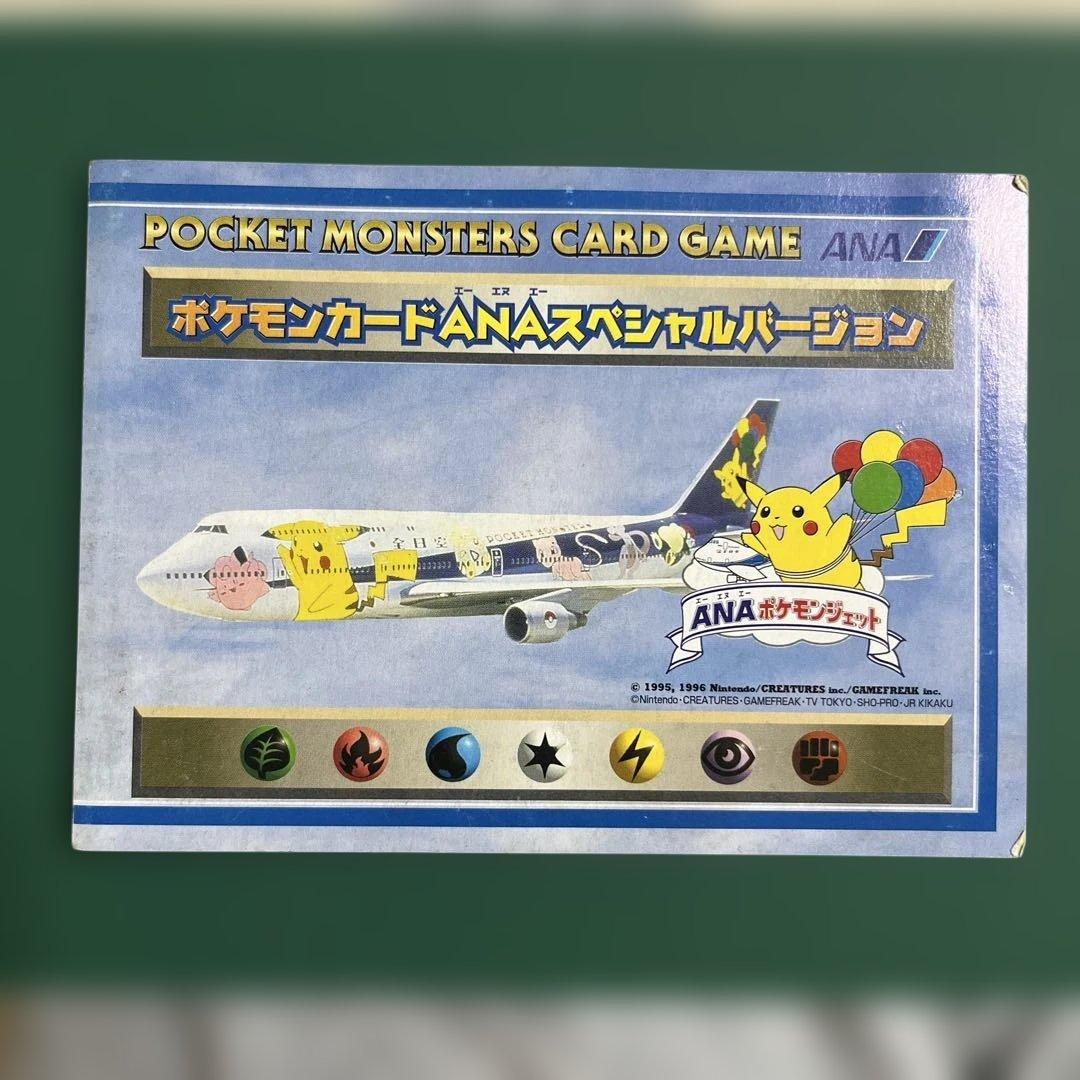 POCKET MONSTERS CARD GAME ANA
エー エヌ エー
ポケモンカードANAスペシャルバージョン
全日空
POCKET MONSTERS
エー エヌ エー
ANAポケモンジェット
© 1995, 1996 Nintendo/CREATURES inc./GAMEFREAK inc.
©Nintendo・CREATURES・GAMEFREAK・TV TOKYO・SHO-PRO・JR KIKAKU